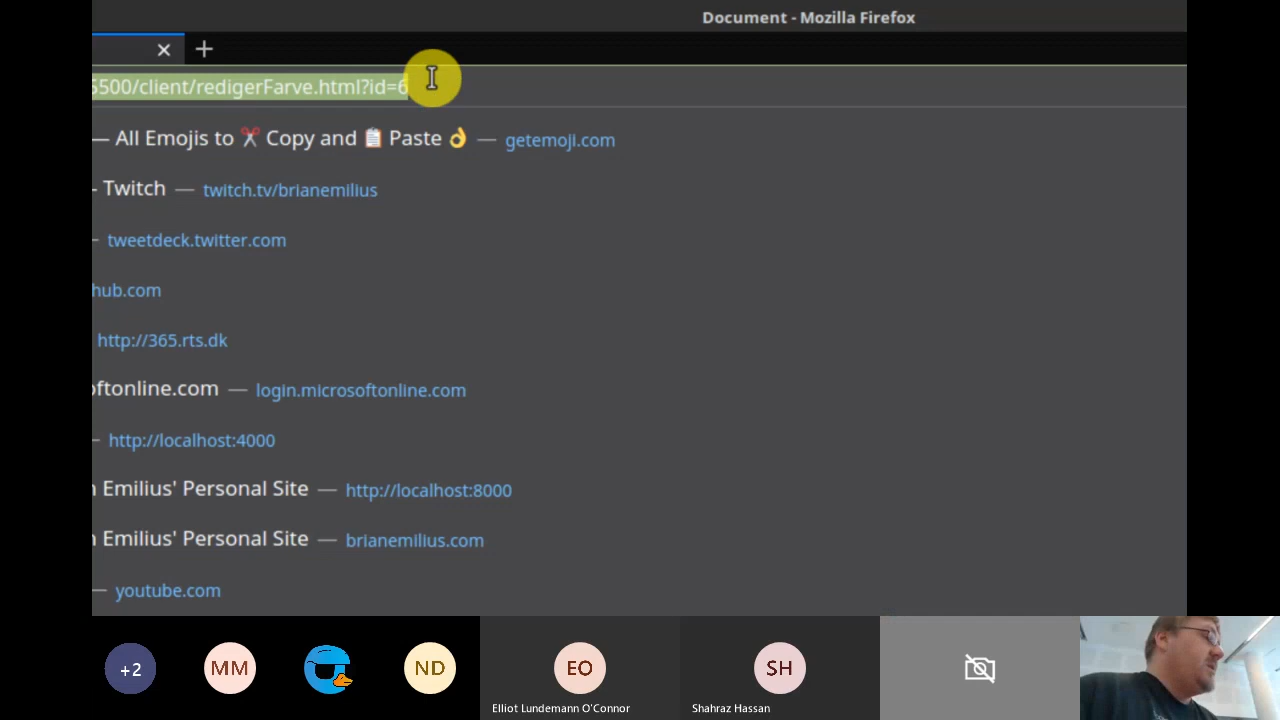 Document - Mozilla Firefox
5500/client/redigerFarve.html?id=6
— All Emojis to ✂️ Copy and 📋 Paste 👌 — getemoji.com
- Twitch — twitch.tv/brianemilius
– tweetdeck.twitter.com
hub.com
http://365.rts.dk
oftonline.com — login.microsoftonline.com
– http://localhost:4000
n Emilius' Personal Site — http://localhost:8000
n Emilius' Personal Site — brianemilius.com
— youtube.com
+2
MM
ND
EO
SH
Elliot Lundemann O'Connor
Shahraz Hassan